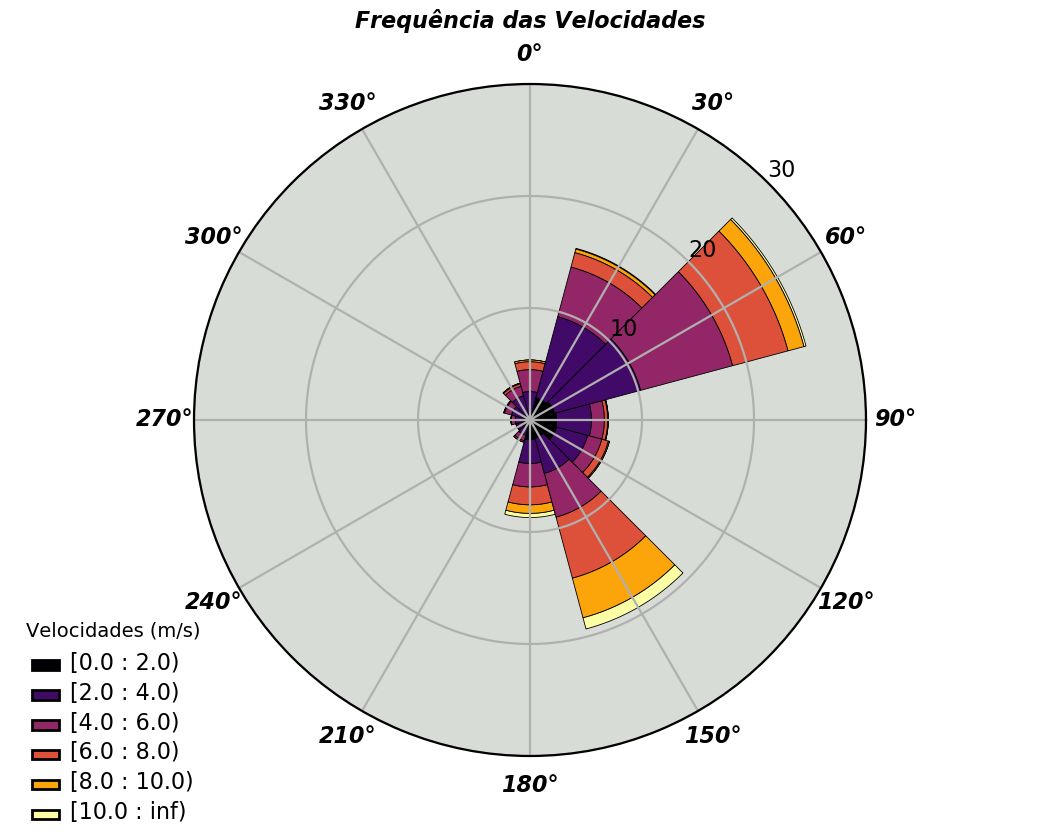 Frequência das Velocidades
0°
330°
30°
30
300°
60°
20
10
270°
90°
240°
120°
210°
150°
180°
Velocidades (m/s)
[0.0 : 2.0)
[2.0 : 4.0)
[4.0 : 6.0)
[6.0 : 8.0)
[8.0 : 10.0)
[10.0 : inf)